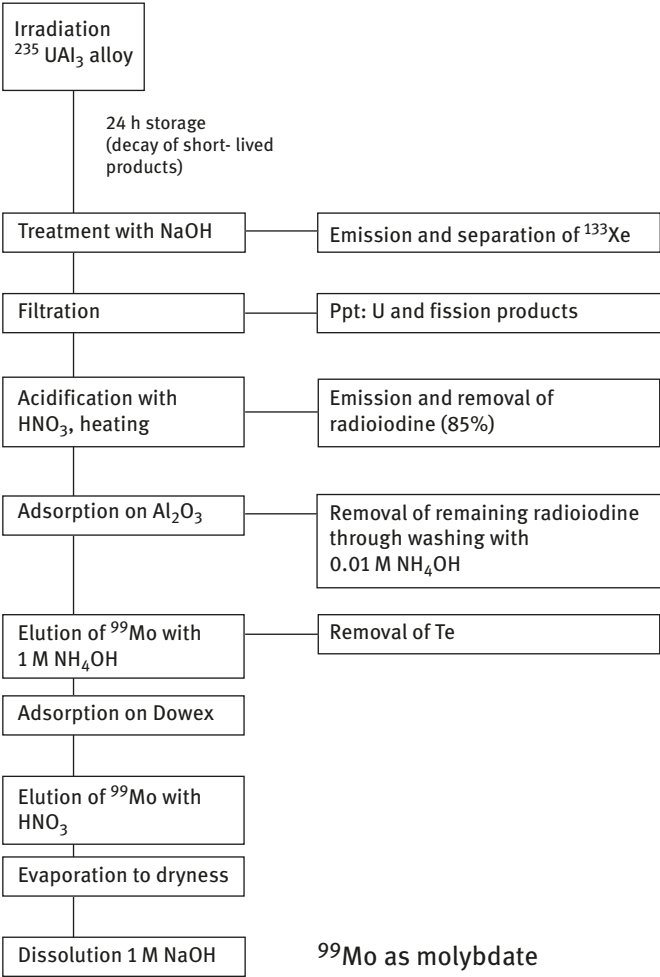 Irradiation
²³⁵ UAI₃ alloy
24 h storage
(decay of short- lived
products)
Treatment with NaOH
Emission and separation of ¹³³Xe
Filtration
Ppt: U and fission products
Acidification with
HNO₃, heating
Emission and removal of
radioiodine (85%)
Adsorption on Al₂O₃
Removal of remaining radioiodine
through washing with
0.01 M NH₄OH
Elution of ⁹⁹Mo with
1 M NH₄OH
Removal of Te
Adsorption on Dowex
Elution of ⁹⁹Mo with
HNO₃
Evaporation to dryness
Dissolution 1 M NaOH
⁹⁹Mo as molybdate